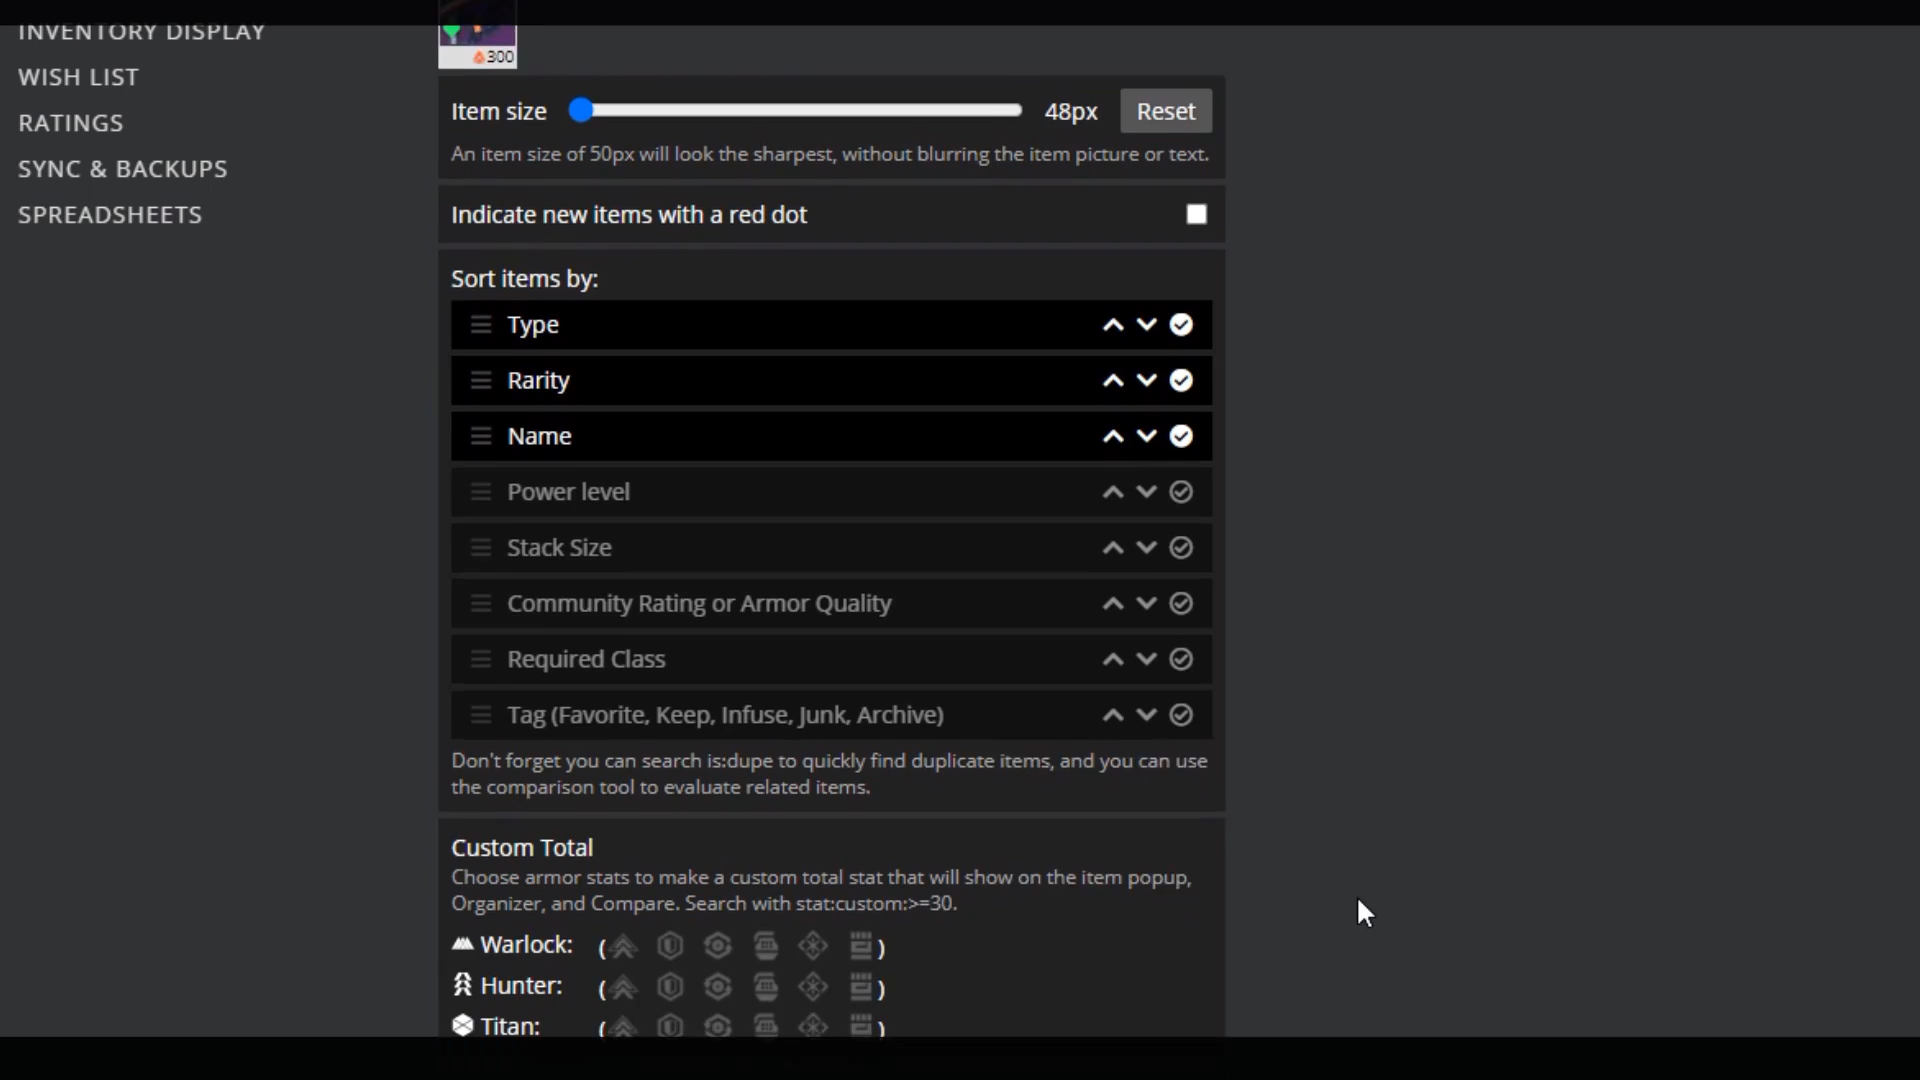 INVENTORY DISPLAY
WISH LIST
RATINGS
SYNC & BACKUPS
SPREADSHEETS
300
Item size 48px Reset
An item size of 50px will look the sharpest, without blurring the item picture or text.
Indicate new items with a red dot
Sort items by:
Type
Rarity
Name
Power level
Stack Size
Community Rating or Armor Quality
Required Class
Tag (Favorite, Keep, Infuse, Junk, Archive)
Don't forget you can search is:dupe to quickly find duplicate items, and you can use
the comparison tool to evaluate related items.
Custom Total
Choose armor stats to make a custom total stat that will show on the item popup,
Organizer, and Compare. Search with stat:custom:>=30.
Warlock: ( )
Hunter: ( )
Titan: ( )